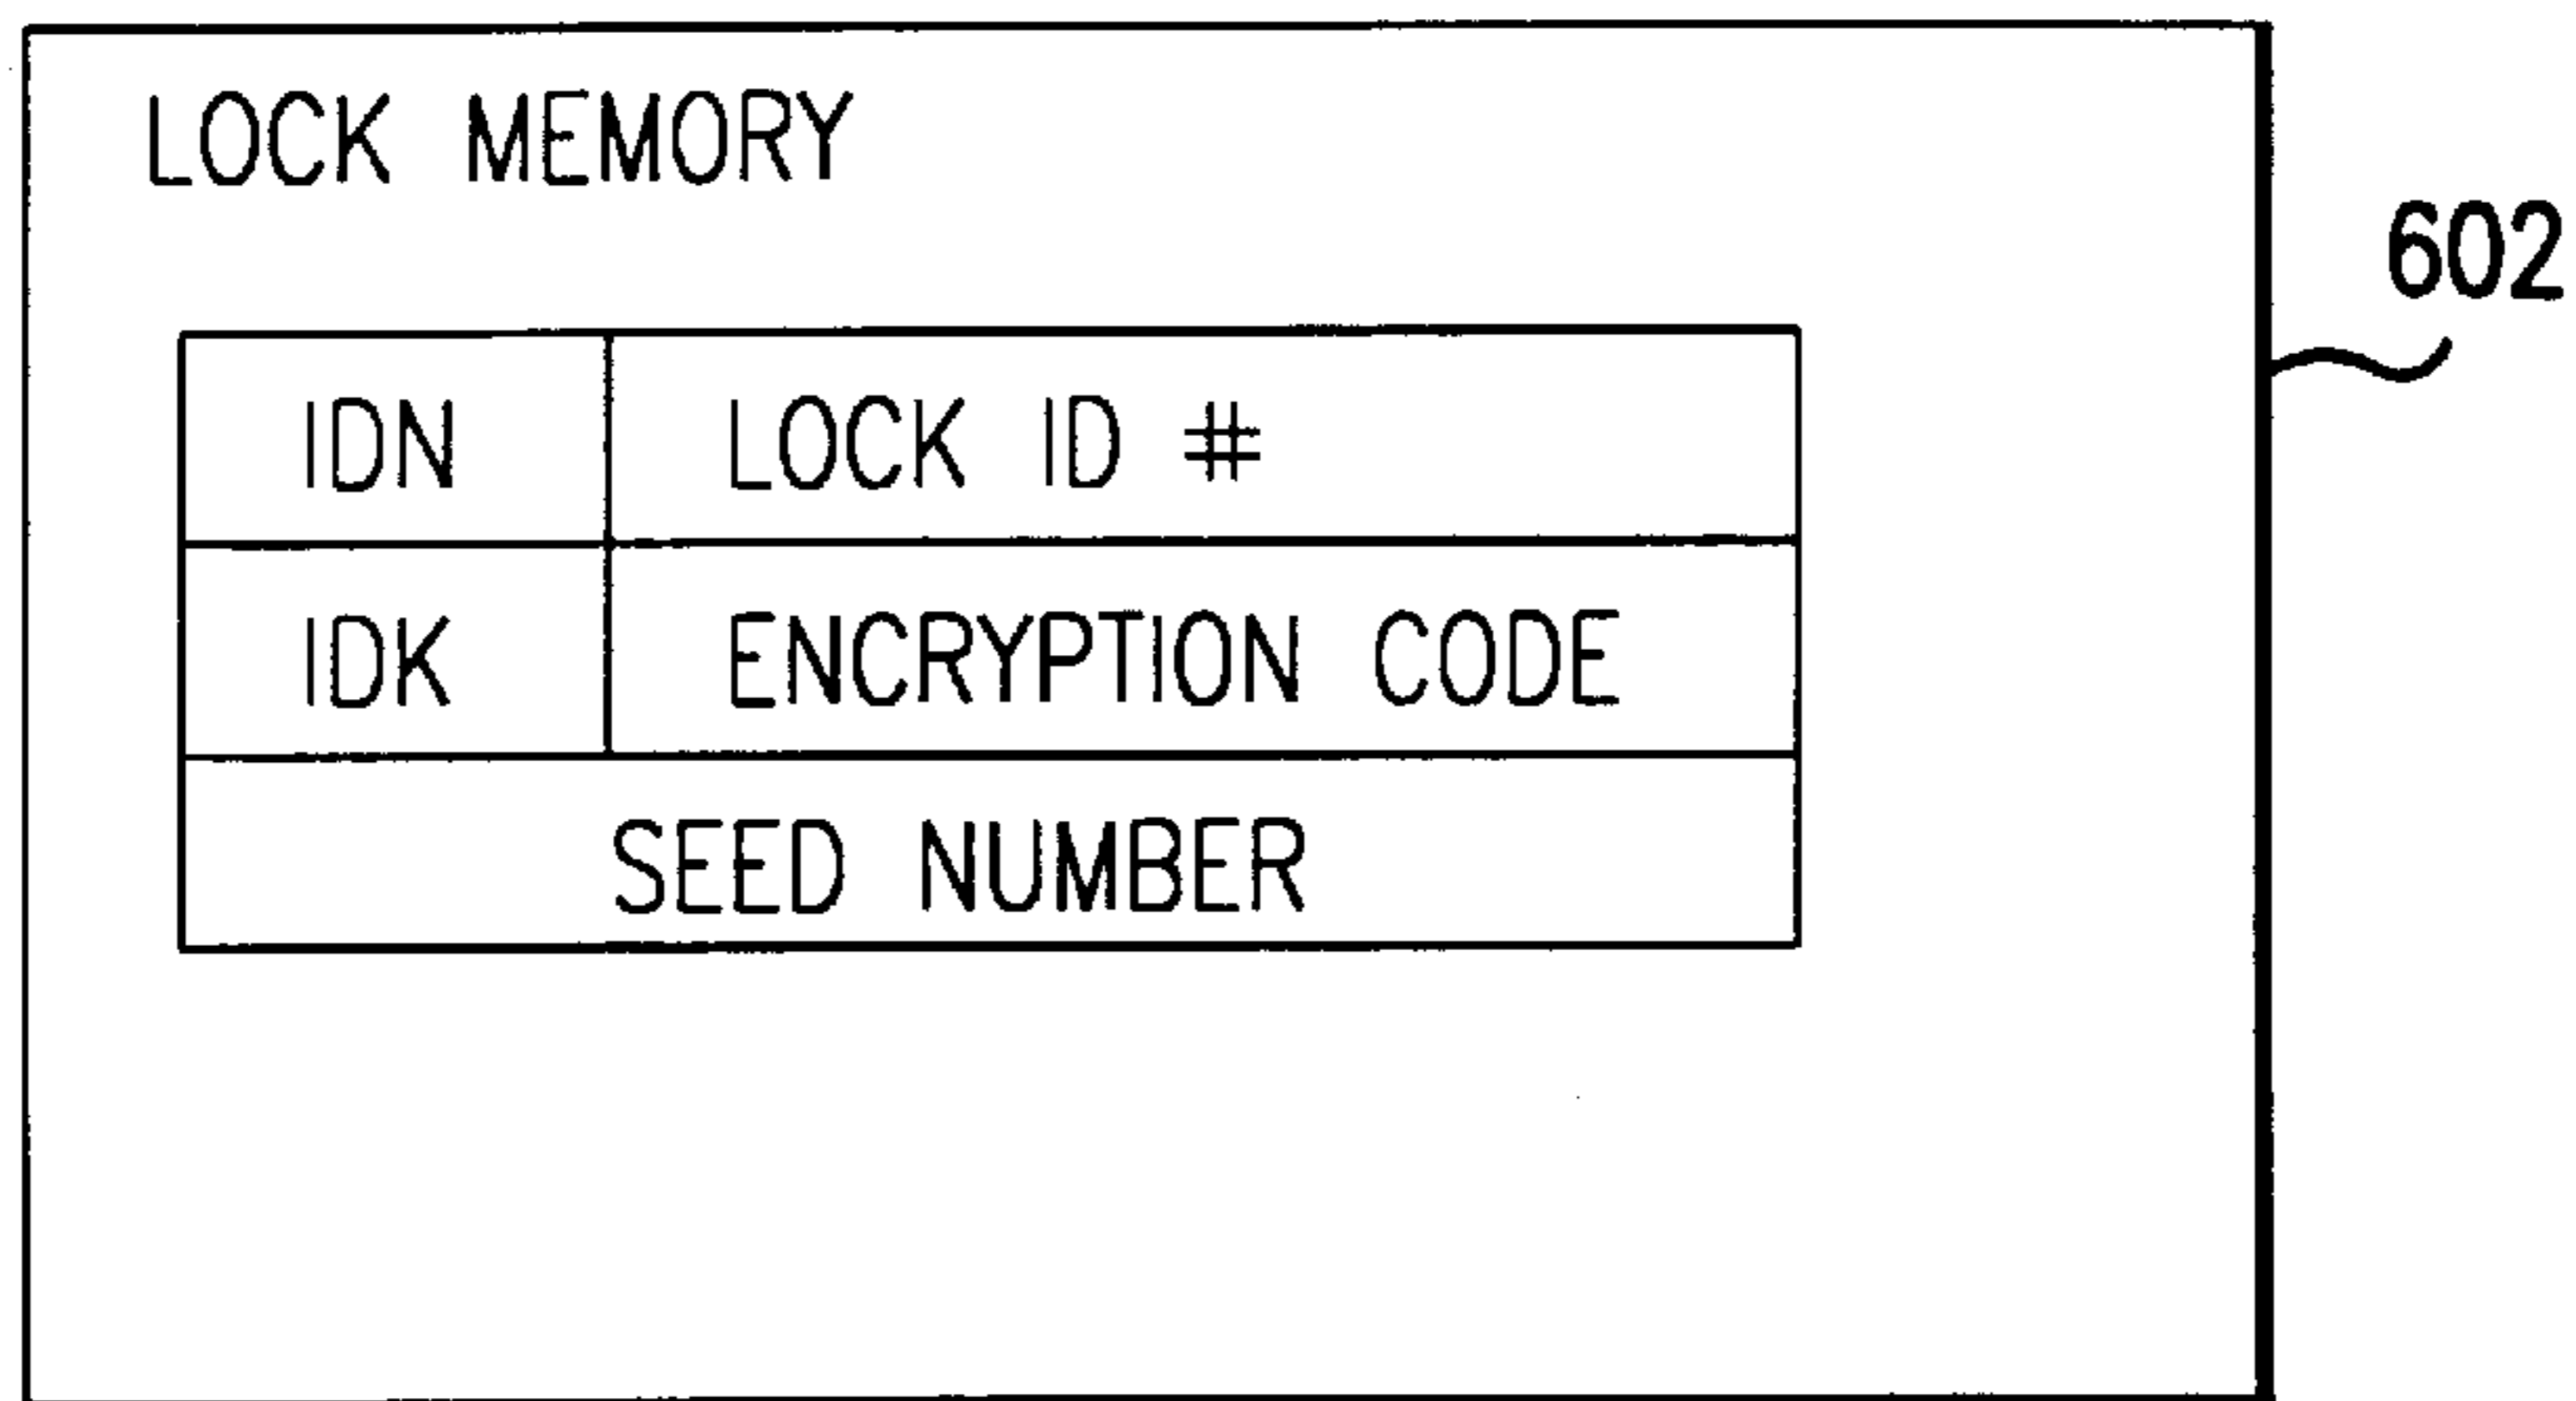 LOCK MEMORY
602
IDN LOCK ID #
IDK ENCRYPTION CODE
SEED NUMBER